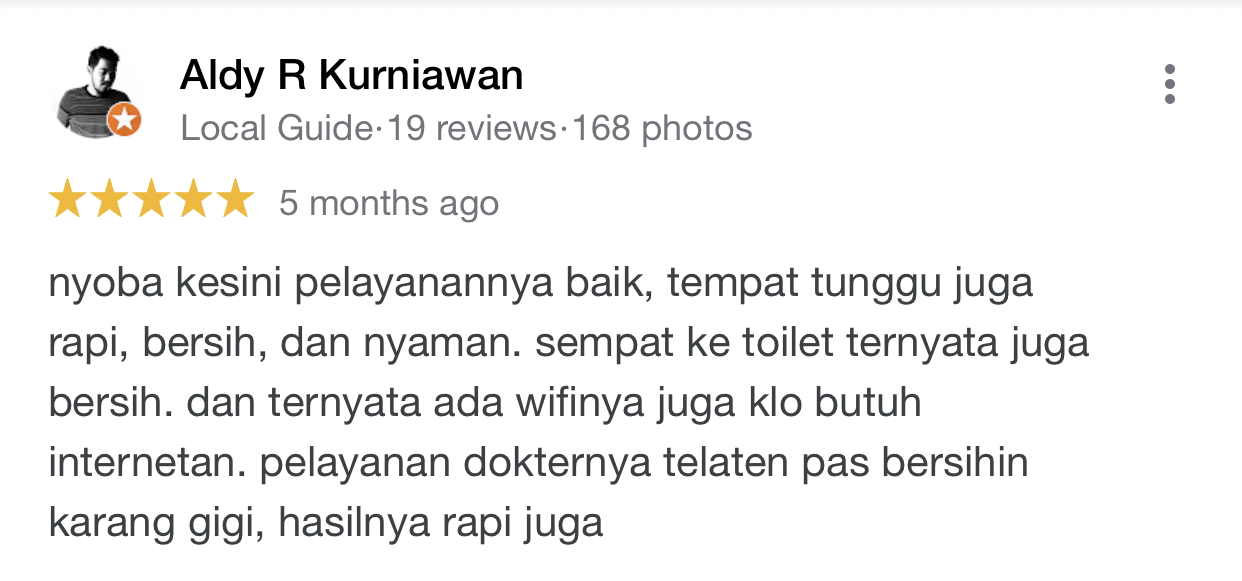 Aldy R Kurniawan
Local Guide·19 reviews·168 photos
5 months ago
nyoba kesini pelayanannya baik, tempat tunggu juga
rapi, bersih, dan nyaman. sempat ke toilet ternyata juga
bersih. dan ternyata ada wifinya juga klo butuh
internetan. pelayanan dokternya telaten pas bersihin
karang gigi, hasilnya rapi juga